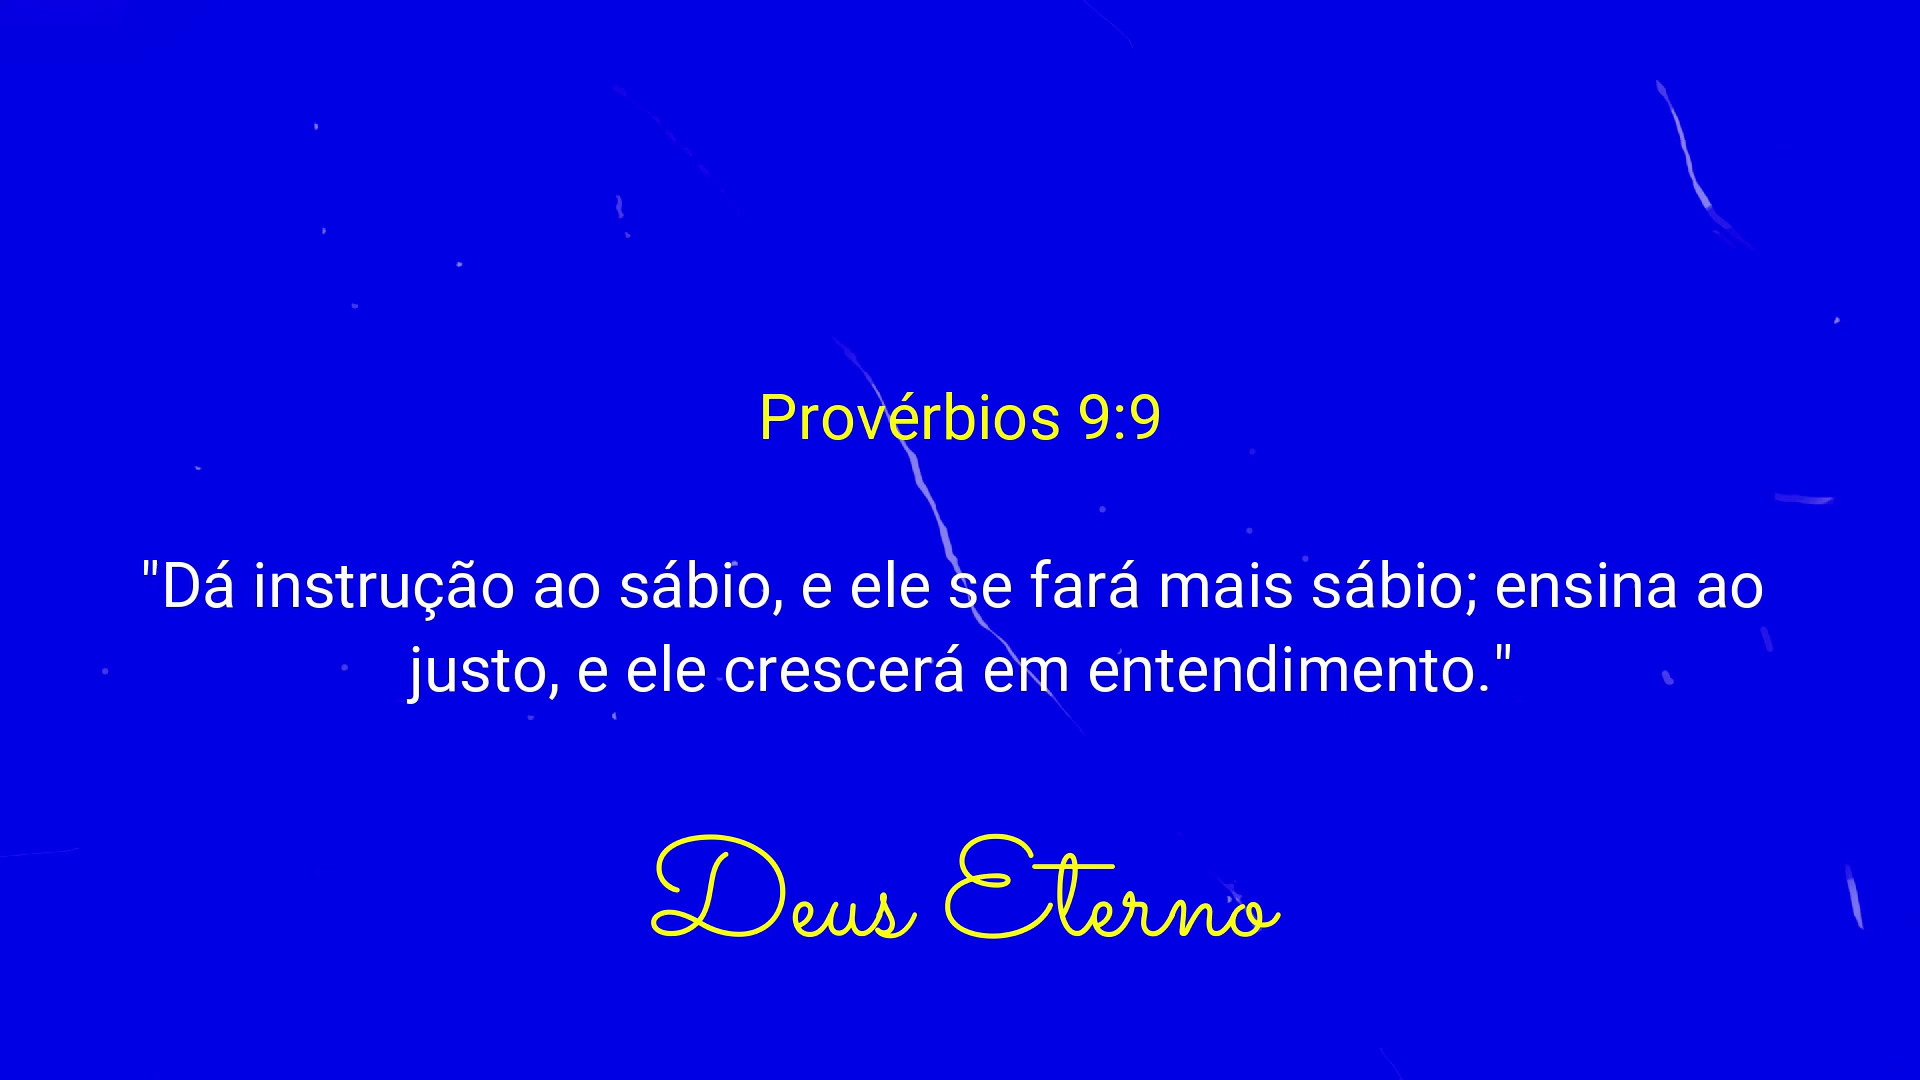 Provérbios 9:9
"Dá instrução ao sábio, e ele se fará mais sábio; ensina ao
justo, e ele crescerá em entendimento."
Deus Eterno